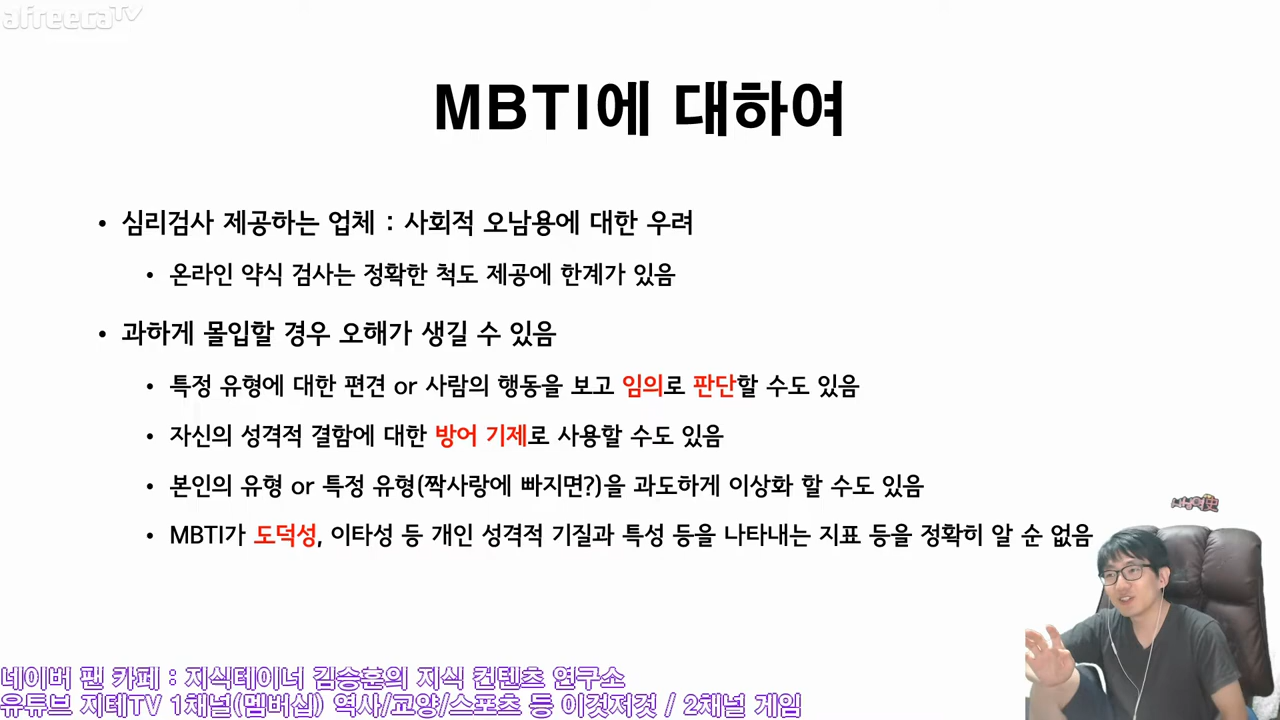 afreecaTV
MBTI에 대하여
• 심리검사 제공하는 업체 : 사회적 오남용에 대한 우려
• 온라인 약식 검사는 정확한 척도 제공에 한계가 있음
• 과하게 몰입할 경우 오해가 생길 수 있음
• 특정 유형에 대한 편견 or 사람의 행동을 보고 임의로 판단할 수도 있음
• 자신의 성격적 결함에 대한 방어 기제로 사용할 수도 있음
• 본인의 유형 or 특정 유형(짝사랑에 빠지면?)을 과도하게 이상화 할 수도 있음
• MBTI가 도덕성, 이타성 등 개인 성격적 기질과 특성 등을 나타내는 지표 등을 정확히 알 순 없음
네이버 팬 카페 : 지식테이너 김승훈의 지식 컨텐츠 연구소
유튜브 지테TV 1채널(멤버십) 역사/교양/스포츠 등 이것저것 / 2채널 게임